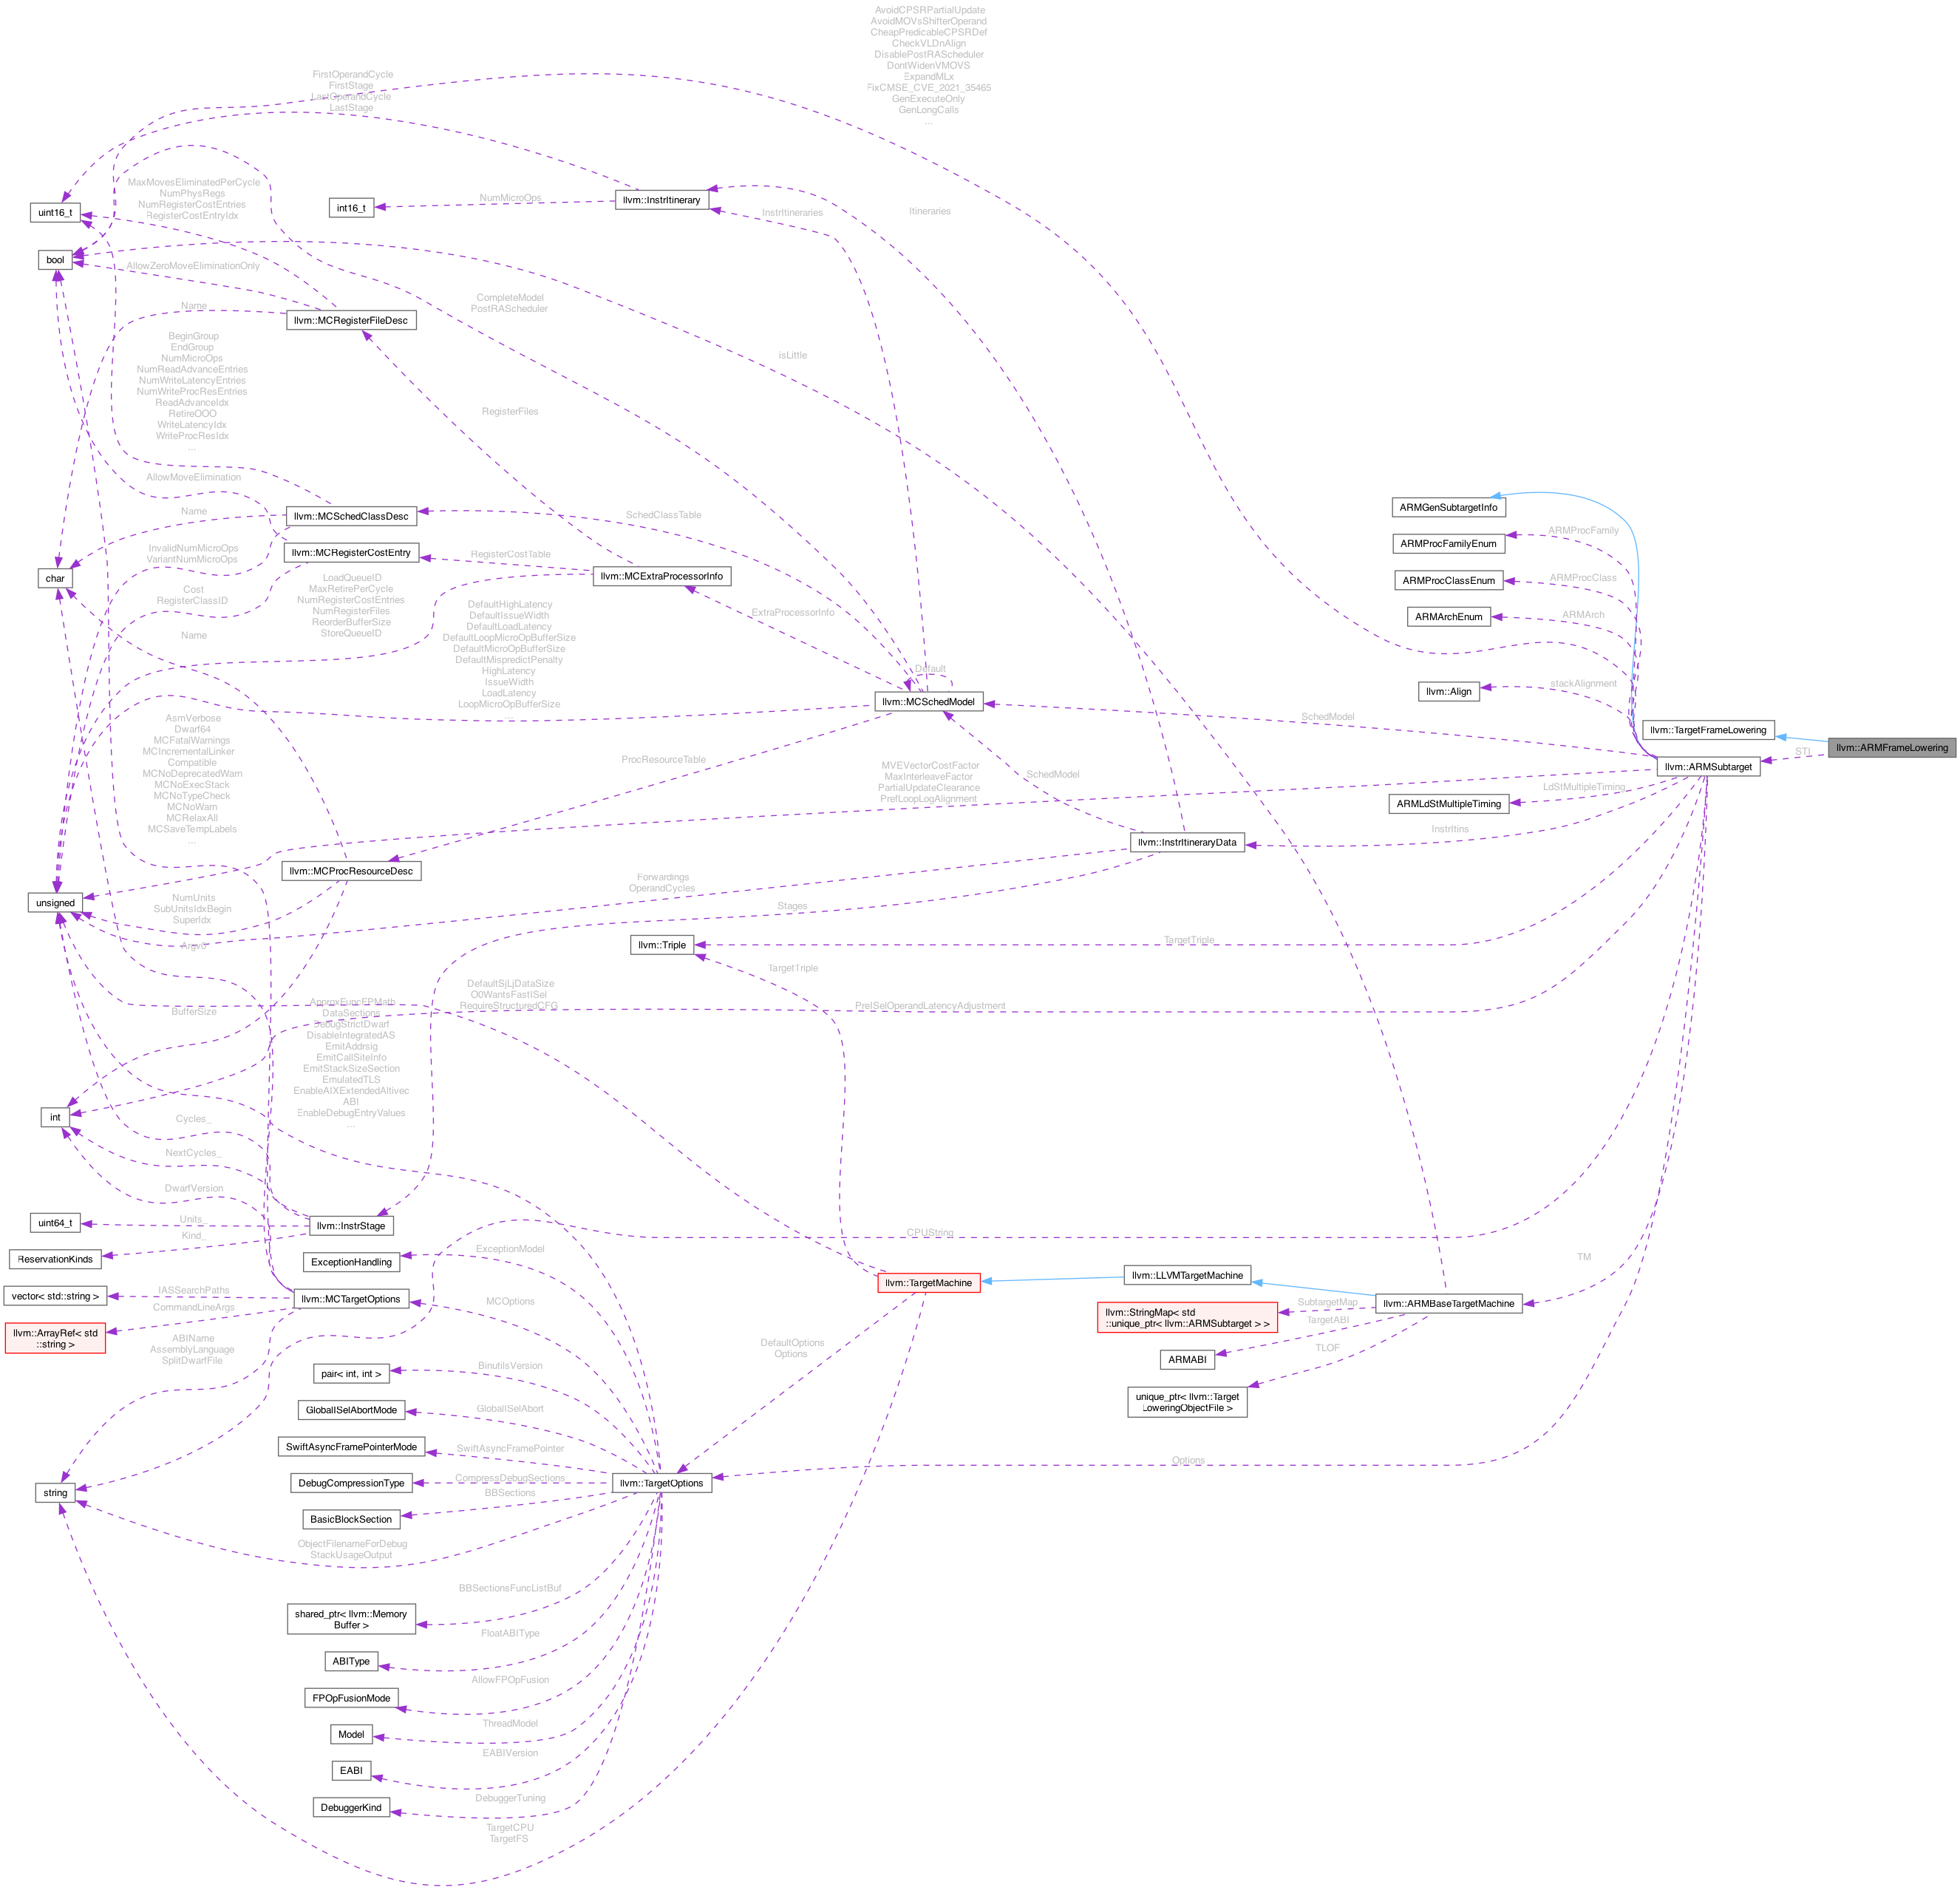 AvoidCPSRPartialUpdate
AvoidMOVsShifterOperand
CheapPredicableCPSRDef
CheckVLDnAlign
DisablePostRAScheduler
DontWidenVMOVS
ExpandMLx
FixCMSE_CVE_2021_35465
GenExecuteOnly
GenLongCalls
...
FirstOperandCycle
FirstStage
LastOperandCycle
LastStage
MaxMovesEliminatedPerCycle
NumPhysRegs
NumRegisterCostEntries
RegisterCostEntryIdx
uint16_t
int16_t
NumMicroOps
llvm::InstrItinerary
InstrItineraries
Itineraries
bool
AllowZeroMoveEliminationOnly
Name
llvm::MCRegisterFileDesc
CompleteModel
PostRAScheduler
isLittle
BeginGroup
EndGroup
NumMicroOps
NumReadAdvanceEntries
NumWriteLatencyEntries
NumWriteProcResEntries
ReadAdvanceIdx
RetireOOO
WriteLatencyIdx
WriteProcResIdx
...
RegisterFiles
AllowMoveElimination
Name
llvm::MCSchedClassDesc
SchedClassTable
ARMGenSubtargetInfo
ARMProcFamily
ARMProcFamilyEnum
InvalidNumMicroOps
VariantNumMicroOps
llvm::MCRegisterCostEntry
RegisterCostTable
llvm::MCExtraProcessorInfo
char
ARMProcClassEnum
ARMProcClass
Cost
RegisterClassID
LoadQueueID
MaxRetirePerCycle
NumRegisterCostEntries
NumRegisterFiles
ReorderBufferSize
StoreQueueID
DefaultHighLatency
DefaultIssueWidth
DefaultLoadLatency
DefaultLoopMicroOpBufferSize
DefaultMicroOpBufferSize
DefaultMispredictPenalty
HighLatency
IssueWidth
LoadLatency
LoopMicroOpBufferSize
...
ExtraProcessorInfo
ARMArchEnum
ARMArch
Name
Default
llvm::MCSchedModel
llvm::Align
stackAlignment
SchedModel
llvm::TargetFrameLowering
llvm::ARMFrameLowering
STI
llvm::ARMSubtarget
AsmVerbose
Dwarf64
MCFatalWarnings
MCIncrementalLinker
Compatible
MCNoDeprecatedWarn
MCNoExecStack
MCNoTypeCheck
MCNoWarn
MCRelaxAll
MCSaveTempLabels
...
ProcResourceTable
SchedModel
MVEVectorCostFactor
MaxInterleaveFactor
PartialUpdateClearance
PrefLoopLogAlignment
LdStMultipleTiming
ARMLdStMultipleTiming
InstrItins
llvm::InstrItineraryData
llvm::MCProcResourceDesc
unsigned
NumUnits
SubUnitsIdxBegin
SuperIdx
Forwardings
OperandCycles
Stages
Argv0
llvm::Triple
TargetTriple
TargetTriple
DefaultSjLjDataSize
O0WantsFastISel
RequireStructuredCFG
PreISelOperandLatencyAdjustment
BufferSize
ApproxFuncFPMath
DataSections
DebugStrictDwarf
DisableIntegratedAS
EmitAddrsig
EmitCallSiteInfo
EmitStackSizeSection
EmulatedTLS
EnableAIXExtendedAltivec
ABI
EnableDebugEntryValues
...
int
Cycles_
NextCycles_
DwarfVersion
uint64_t
Units_
llvm::InstrStage
Kind_
ReservationKinds
CPUString
ExceptionHandling
ExceptionModel
TM
llvm::TargetMachine
llvm::LLVMTargetMachine
vector< std::string >
IASSearchPaths
llvm::MCTargetOptions
MCOptions
CommandLineArgs
llvm::ArrayRef< std
::string >
llvm::StringMap< std
::unique_ptr< llvm::ARMSubtarget > >
SubtargetMap
llvm::ARMBaseTargetMachine
TargetABI
TLOF
ARMABI
ABIName
AssemblyLanguage
SplitDwarfFile
DefaultOptions
Options
pair< int, int >
BinutilsVersion
unique_ptr< llvm::Target
LoweringObjectFile >
GlobalISelAbortMode
GlobalISelAbort
SwiftAsyncFramePointerMode
SwiftAsyncFramePointer
Options
DebugCompressionType
CompressDebugSections
llvm::TargetOptions
string
BBSections
BasicBlockSection
ObjectFilenameForDebug
StackUsageOutput
BBSectionsFuncListBuf
shared_ptr< llvm::Memory
Buffer >
FloatABIType
ABIType
AllowFPOpFusion
FPOpFusionMode
ThreadModel
Model
EABIVersion
EABI
DebuggerTuning
DebuggerKind
TargetCPU
TargetFS